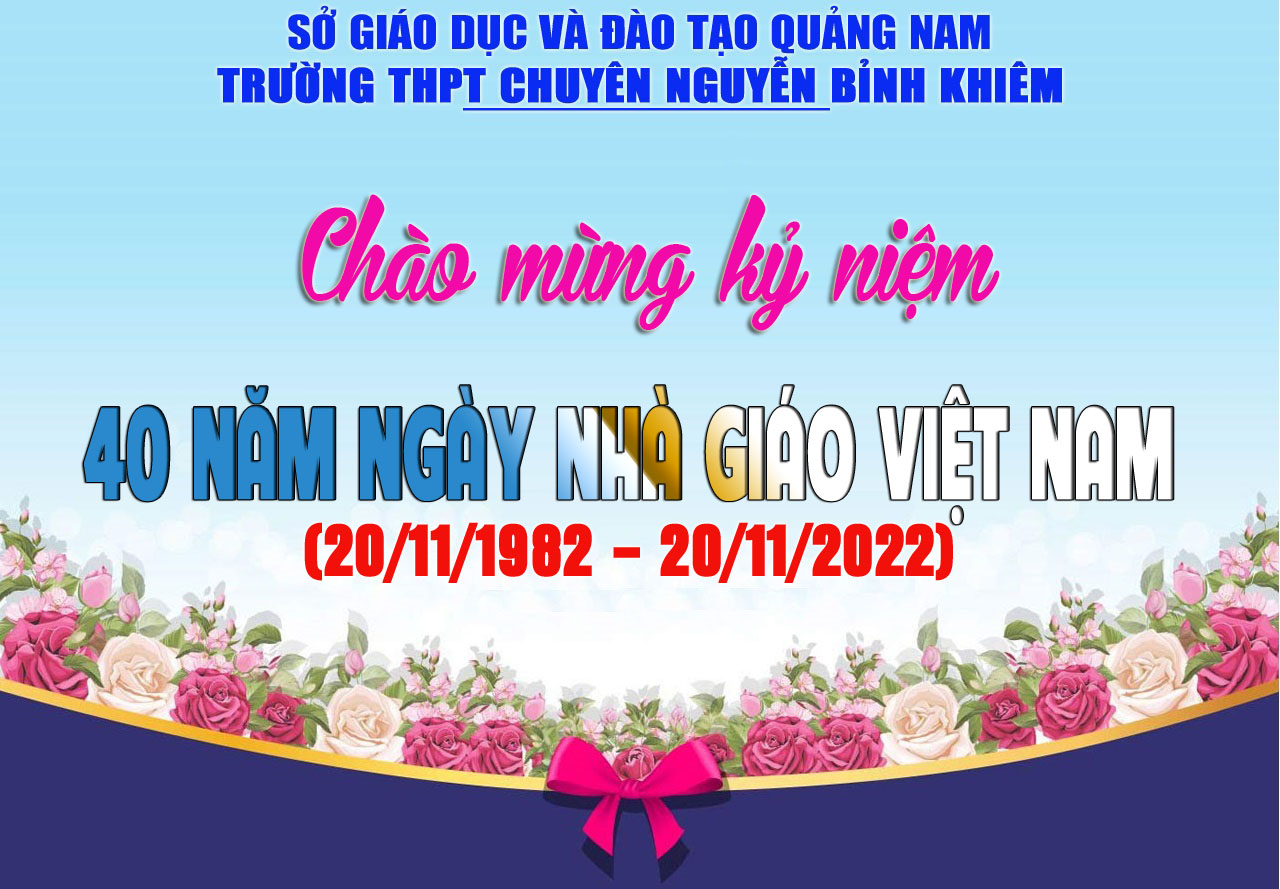 SỞ GIÁO DỤC VÀ ĐÀO TẠO QUẢNG NAM
TRƯỜNG THPT CHUYÊN NGUYỄN BỈNH KHIÊM
Chào mừng kỷ niệm
40 NĂM NGÀY NHÀ GIÁO VIỆT NAM
(20/11/1982 - 20/11/2022)